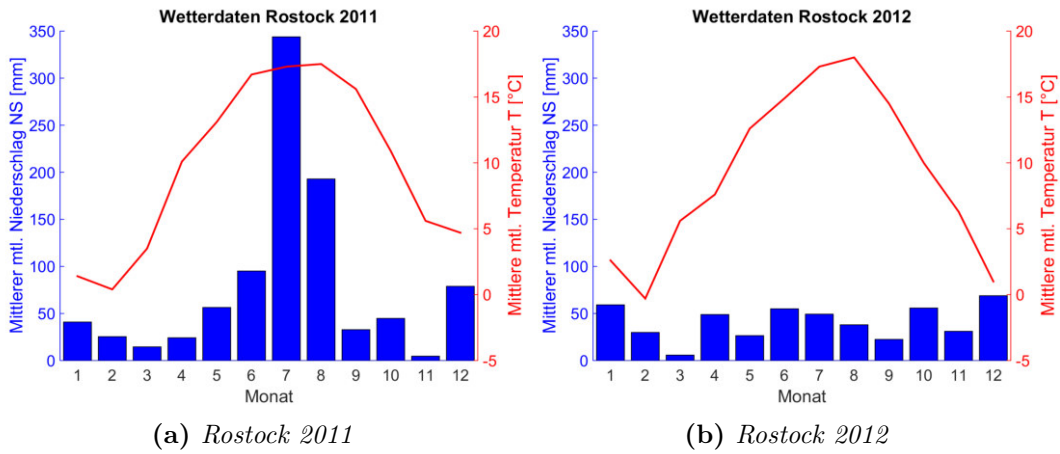 Wetterdaten Rostock 2011
Mittlerer mtl. Niederschlag NS [mm]
350
300
250
200
150
100
50
0
20
15
10
5
0
-5
Mittlere mtl. Temperatur T [°C]
1 2 3 4 5 6 7 8 9 10 11 12
Monat
(a) Rostock 2011
Wetterdaten Rostock 2012
Mittlerer mtl. Niederschlag NS [mm]
350
300
250
200
150
100
50
0
20
15
10
5
0
-5
Mittlere mtl. Temperatur T [°C]
1 2 3 4 5 6 7 8 9 10 11 12
Monat
(b) Rostock 2012